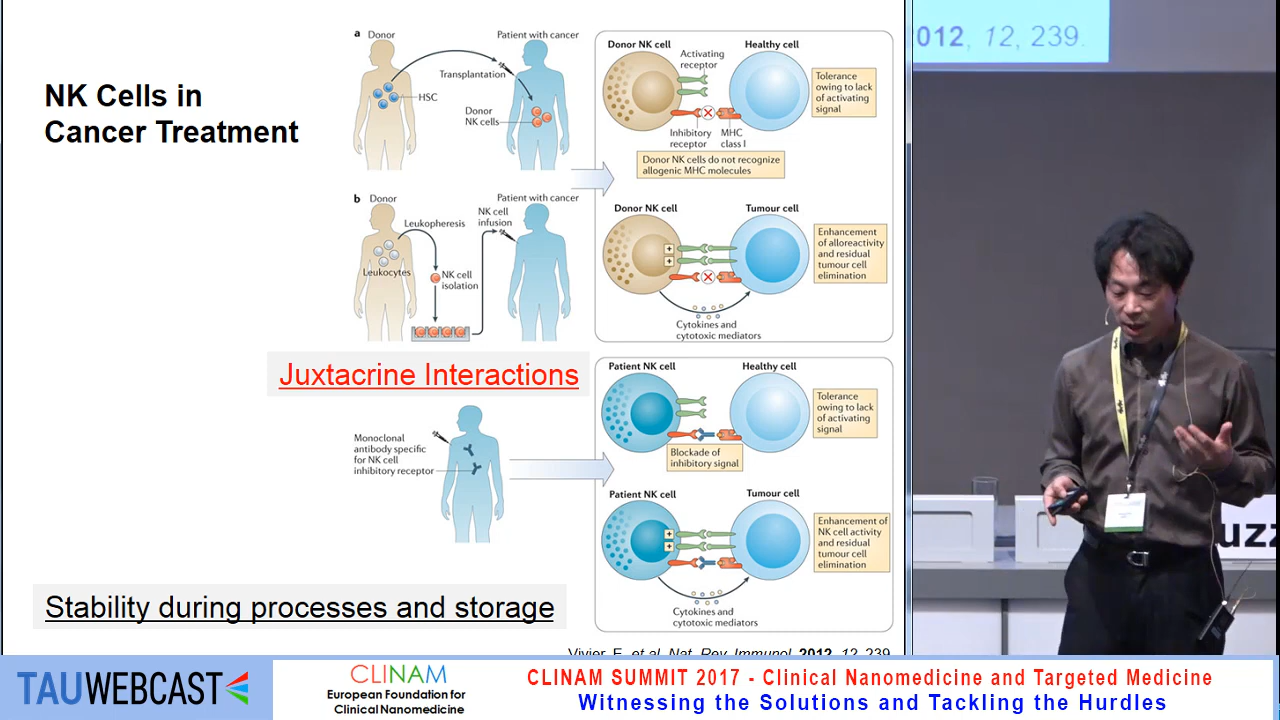 NK Cells in
Cancer Treatment
a
Donor
Patient with cancer
Transplantation
HSC
Donor
NK cells
Donor NK cell
Healthy cell
Activating
receptor
Tolerance
owing to lack
of activating
signal
Inhibitory
receptor
MHC
class I
Donor NK cells do not recognize
allogenic MHC molecules
b
Donor
Patient with cancer
Leukopheresis
NK cell
infusion
Leukocytes
NK cell
isolation
Donor NK cell
Tumour cell
Enhancement
of alloreactivity
and residual
tumour cell
elimination
Cytokines and
cytotoxic mediators
Juxtacrine Interactions
Patient NK cell
Healthy cell
Tolerance
owing to lack
of activating
signal
Blockade of
inhibitory signal
Monoclonal
antibody specific
for NK cell
inhibitory receptor
Patient NK cell
Tumour cell
Enhancement of
NK cell activity
and residual
tumour cell
elimination
Cytokines and
cytotoxic mediators
Stability during processes and storage
Vivier, E. et al. Nat. Rev. Immunol. 2012, 12, 239
012, 12, 239.
uzz
TAUWEBCAST
CLINAM
European Foundation for
Clinical Nanomedicine
CLINAM SUMMIT 2017 - Clinical Nanomedicine and Targeted Medicine
Witnessing the Solutions and Tackling the Hurdles